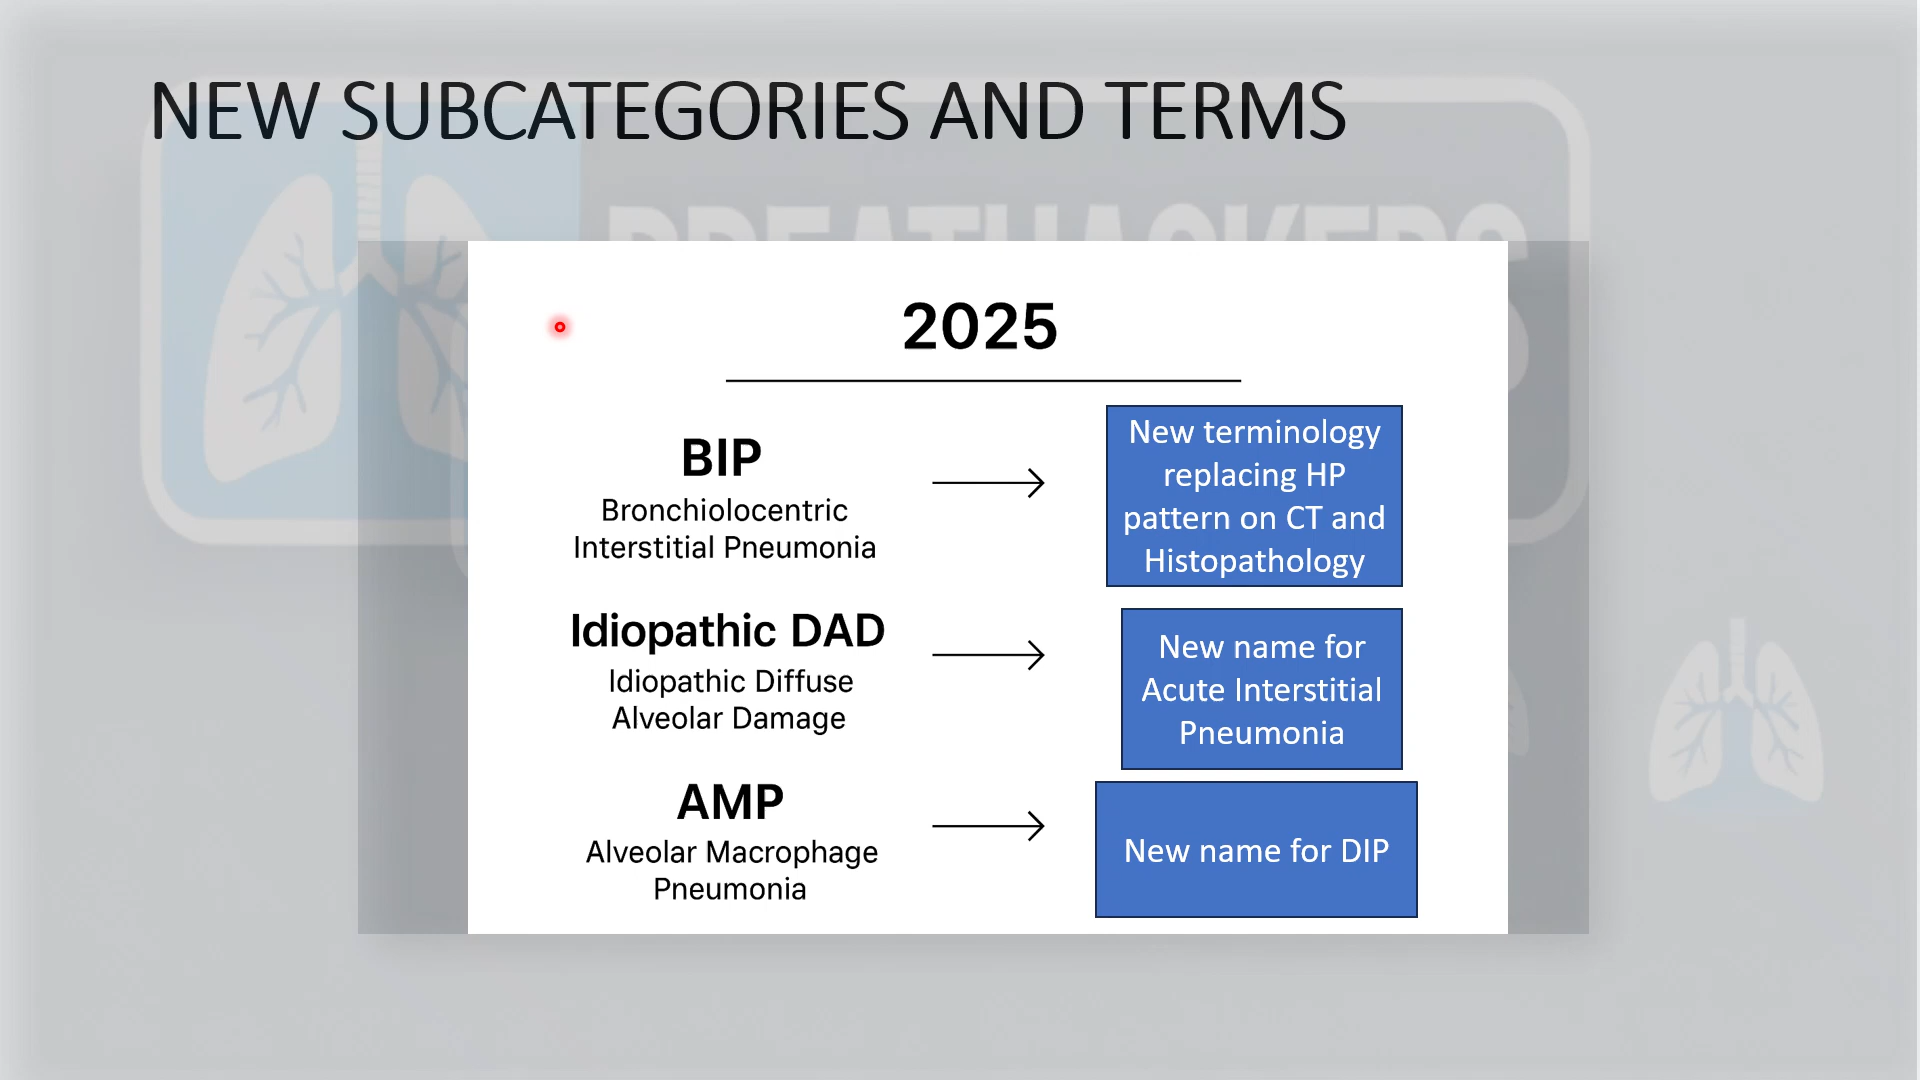 NEW SUBCATEGORIES AND TERMS
BREATHACKERS
2025
BIP
Bronchiolocentric
Interstitial Pneumonia
New terminology
replacing HP
pattern on CT and
Histopathology
Idiopathic DAD
Idiopathic Diffuse
Alveolar Damage
New name for
Acute Interstitial
Pneumonia
AMP
Alveolar Macrophage
Pneumonia
New name for DIP